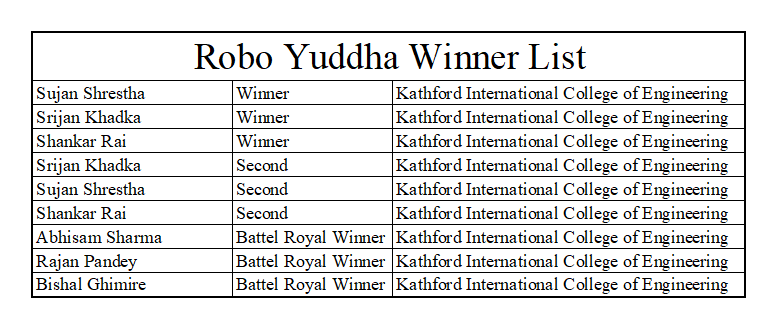 Robo Yuddha Winner List
Sujan Shrestha Winner Kathford International College of Engineering
Srijan Khadka Winner Kathford International College of Engineering
Shankar Rai Winner Kathford International College of Engineering
Srijan Khadka Second Kathford International College of Engineering
Sujan Shrestha Second Kathford International College of Engineering
Shankar Rai Second Kathford International College of Engineering
Abhisam Sharma Battel Royal Winner Kathford International College of Engineering
Rajan Pandey Battel Royal Winner Kathford International College of Engineering
Bishal Ghimire Battel Royal Winner Kathford International College of Engineering